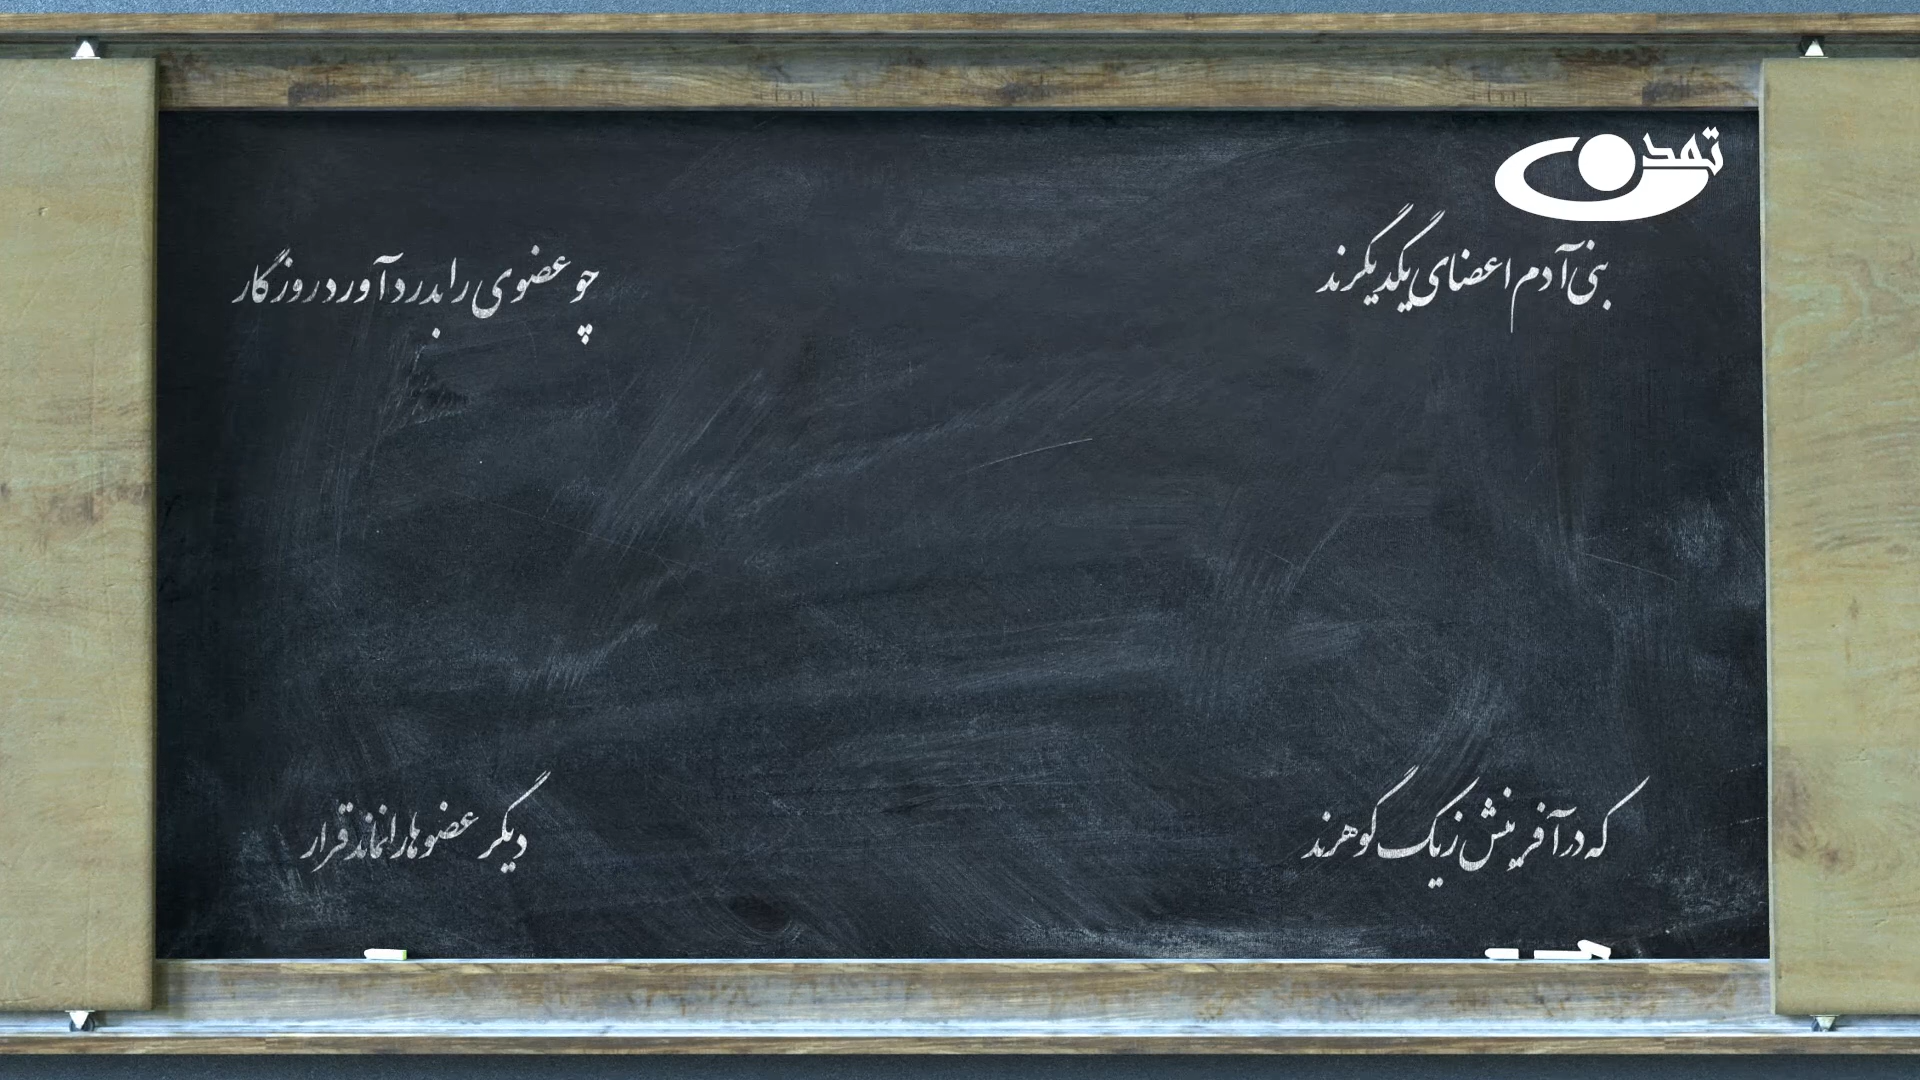 تمدن
بنی آدم اعضای یکدیگرند
که در آفرینش ز یک گوهرند
چو عضوی را بدرد آورد روزگار
دیگر عضوها را نماند قرار